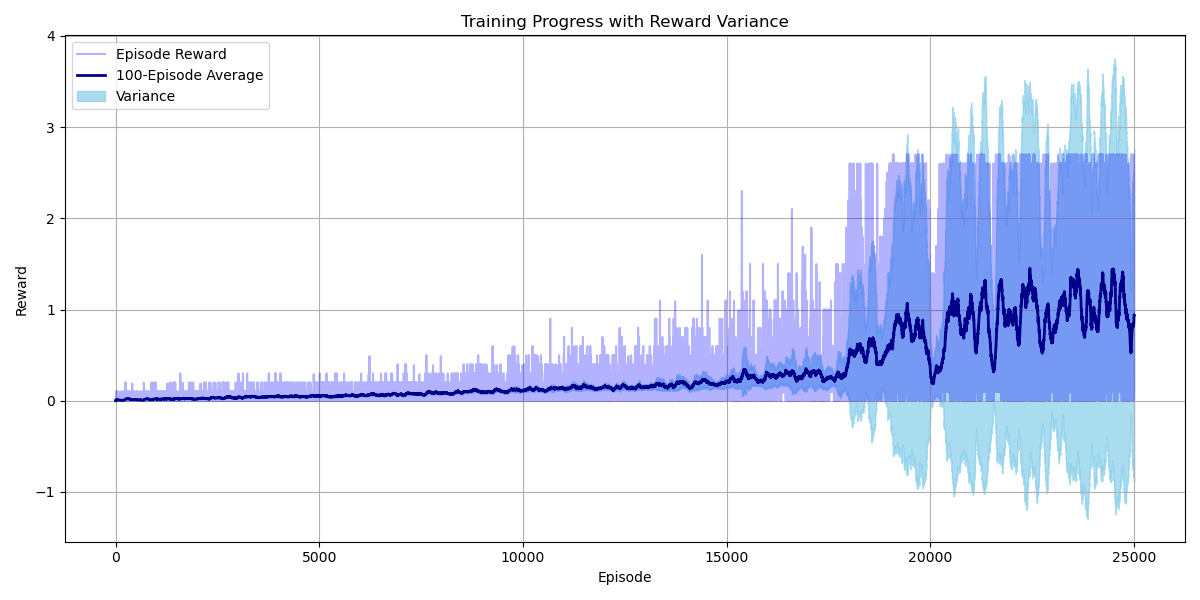 Training Progress with Reward Variance
Episode Reward
100-Episode Average
Variance
Reward
4
3
2
1
0
−1
0 5000 10000 15000 20000 25000
Episode